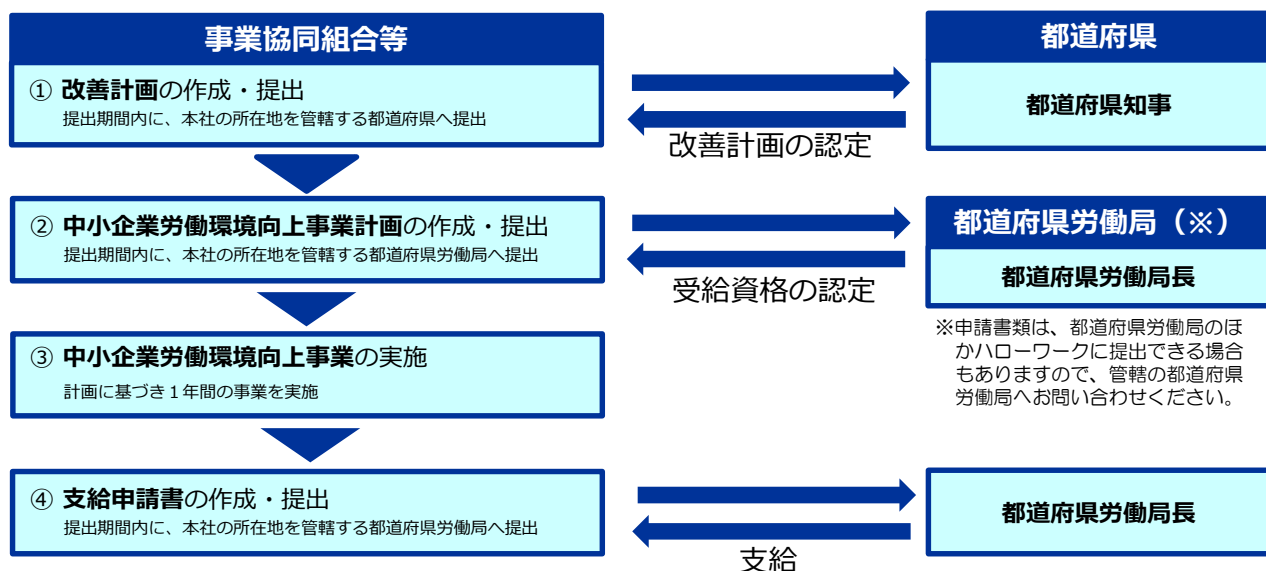 事業協同組合等
① 改善計画の作成・提出
提出期間内に、本社の所在地を管轄する都道府県へ提出
改善計画の認定
都道府県
都道府県知事
② 中小企業労働環境向上事業計画の作成・提出
提出期間内に、本社の所在地を管轄する都道府県労働局へ提出
受給資格の認定
都道府県労働局（※）
都道府県労働局長
※申請書類は、都道府県労働局のほ
かハローワークに提出できる場合
もありますので、管轄の都道府県
労働局へお問い合わせください。
③ 中小企業労働環境向上事業の実施
計画に基づき１年間の事業を実施
④ 支給申請書の作成・提出
提出期間内に、本社の所在地を管轄する都道府県労働局へ提出
支給
都道府県労働局長